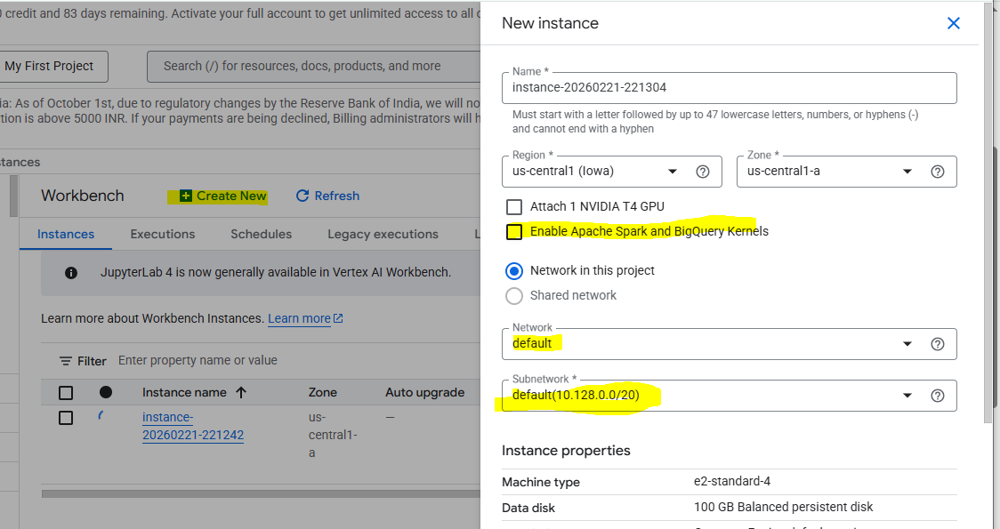 ) credit and 83 days remaining. Activate your full account to get unlimited access to all
My First Project
Search (/) for resources, docs, products, and more
ia: As of October 1st, due to regulatory changes by the Reserve Bank of India, we will no
tion is above 5000 INR. If your payments are being declined, Billing administrators will
stances
Workbench
Create New
Refresh
Instances
Executions
Schedules
Legacy executions
L
JupyterLab 4 is now generally available in Vertex AI Workbench.
Learn more about Workbench Instances. Learn more
Filter
Enter property name or value
Instance name
Zone
Auto upgrade
instance-
20260221-221242
us-
central1-
a
—
New instance
Name *
instance-20260221-221304
Must start with a letter followed by up to 47 lowercase letters, numbers, or hyphens (-)
and cannot end with a hyphen
Region *
us-central1 (Iowa)
Zone *
us-central1-a
Attach 1 NVIDIA T4 GPU
Enable Apache Spark and BigQuery Kernels
Network in this project
Shared network
Network
default
Subnetwork *
default(10.128.0.0/20)
Instance properties
Machine type
e2-standard-4
Data disk
100 GB Balanced persistent disk